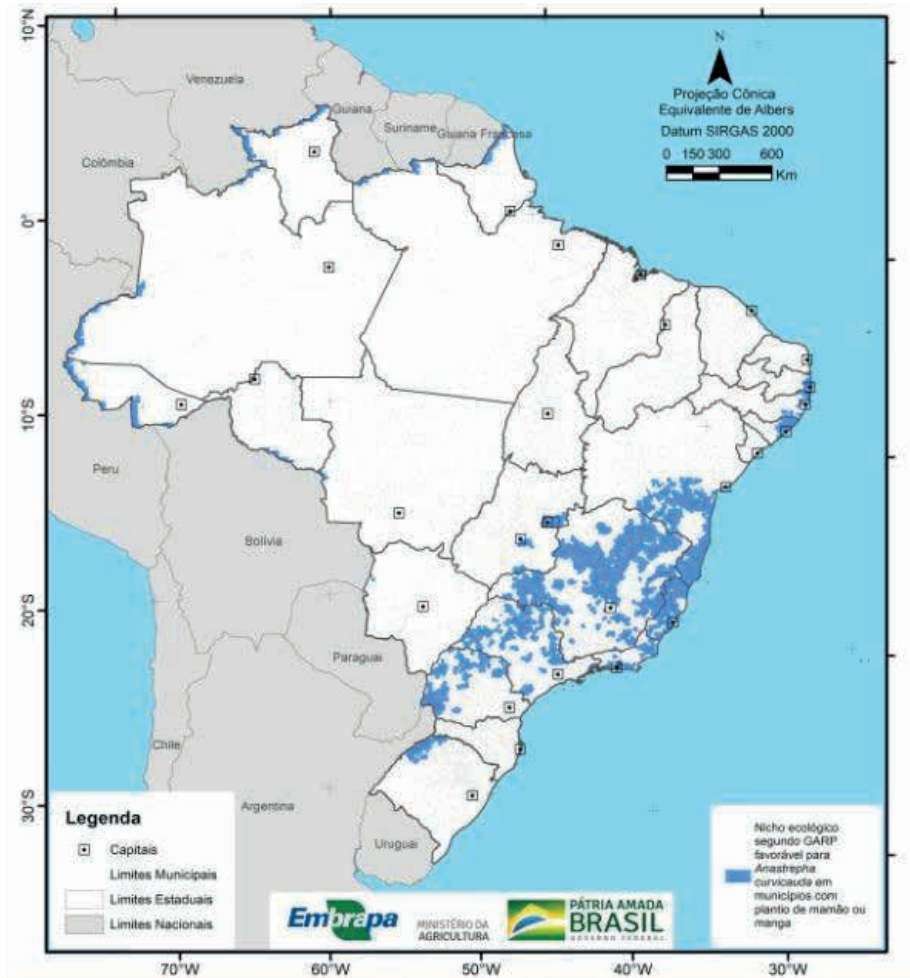 10°N
0°
10°S
20°S
30°S
N
Projeção Cônica
Equivalente de Albers
Datum SIRGAS 2000
0 150 300 600
Km
Venezuela
Guiana
Suriname
Guiana Francesa
Colômbia
Peru
Bolívia
Paraguai
Chile
Argentina
Uruguai
Legenda
Capitais
Limites Municipais
Limites Estaduais
Limites Nacionais
Embrapa
MINISTÉRIO DA
AGRICULTURA
PÁTRIA AMADA
BRASIL
GOVERNO FEDERAL
Nicho ecológico
segundo GARP
favorável para
Anastrepha
curvicauda em
municípios com
plantio de mamão ou
manga
70°W
60°W
50°W
40°W
30°W